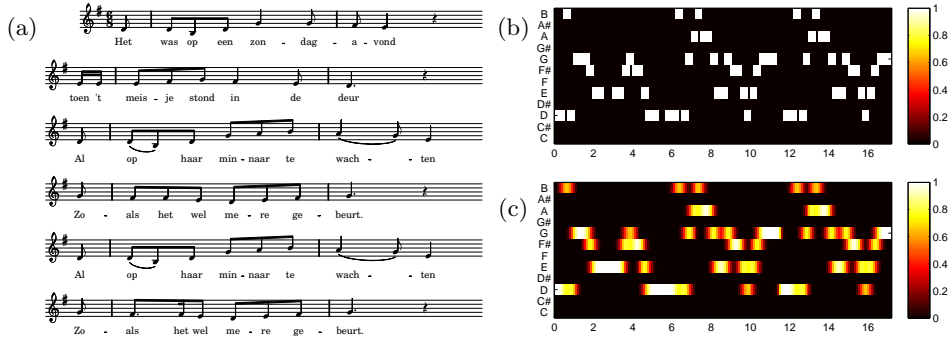 (a)
6
8
Het was op een zon - dag - a - vond
toen 't meis - je stond in de deur
Al op haar min - naar te wach - - ten
Zo - als het wel me - re ge - beurt.
Al op haar min - naar te wach - - ten
Zo - als het wel me - re ge - beurt.
(b)
B
A#
A
G#
G
F#
F
E
D#
D
C#
C
0 2 4 6 8 10 12 14 16
1
0.8
0.6
0.4
0.2
0
(c)
B
A#
A
G#
G
F#
F
E
D#
D
C#
C
0 2 4 6 8 10 12 14 16
1
0.8
0.6
0.4
0.2
0